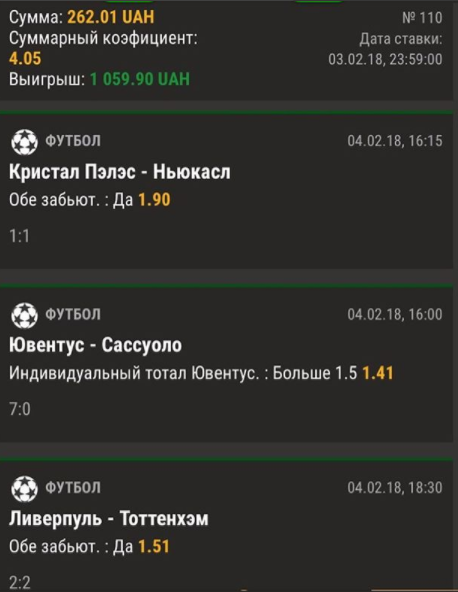 Сумма: 262.01 UAH
№ 110
Суммарный коэфициент:
Дата ставки:
4.05
03.02.18, 23:59:00
Выигрыш: 1 059.90 UAH
ФУТБОЛ
04.02.18, 16:15
Кристал Пэлэс - Ньюкасл
Обе забьют. : Да 1.90
1:1
ФУТБОЛ
04.02.18, 16:00
Ювентус - Сассуоло
Индивидуальный тотал Ювентус. : Больше 1.5 1.41
7:0
ФУТБОЛ
04.02.18, 18:30
Ливерпуль - Тоттенхэм
Обе забьют. : Да 1.51
2:2